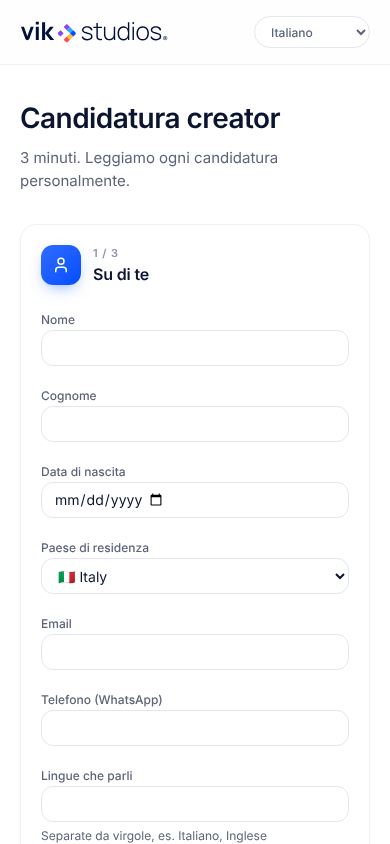 vik studios®
Italiano
Candidatura creator
3 minuti. Leggiamo ogni candidatura
personalmente.
1 / 3
Su di te
Nome
Cognome
Data di nascita
mm/dd/yyyy
Paese di residenza
🇮🇹 Italy
Email
Telefono (WhatsApp)
Lingue che parli
Separate da virgole, es. Italiano, Inglese